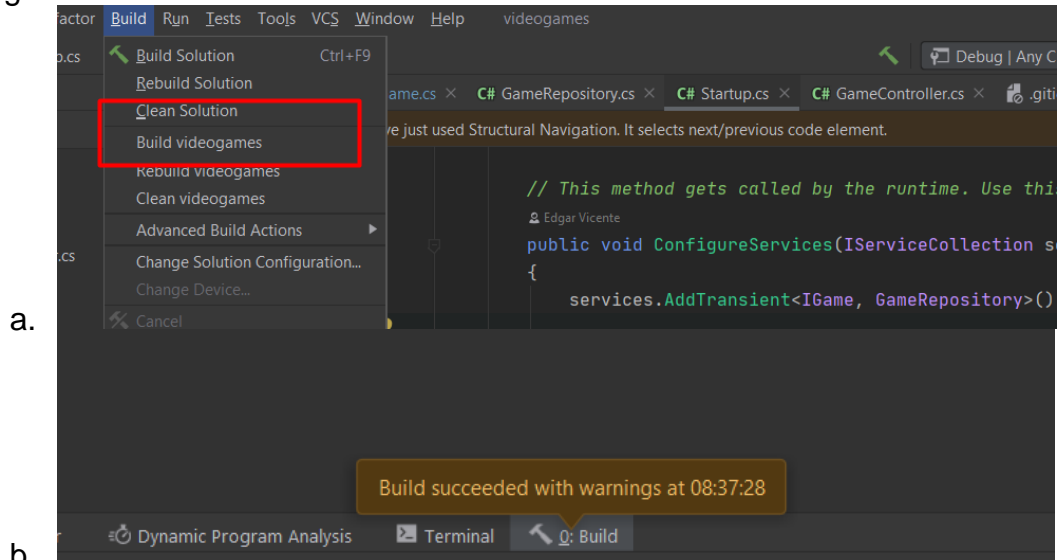 factor Build Run Tests Tools VCS Window Help videogames
p.cs Build Solution Ctrl+F9 Debug | Any C
Rebuild Solution
ame.cs × C# GameRepository.cs × C# Startup.cs × C# GameController.cs × .giti
Clean Solution
've just used Structural Navigation. It selects next/previous code element.
Build videogames
Rebuild videogames
// This method gets called by the runtime. Use this
Clean videogames
Edgar Vicente
Advanced Build Actions
public void ConfigureServices(IServiceCollection se
.cs
Change Solution Configuration...
{
Change Device...
services.AddTransient<IGame, GameRepository>()
a.
Cancel
Build succeeded with warnings at 08:37:28
Dynamic Program Analysis Terminal 0: Build
b.